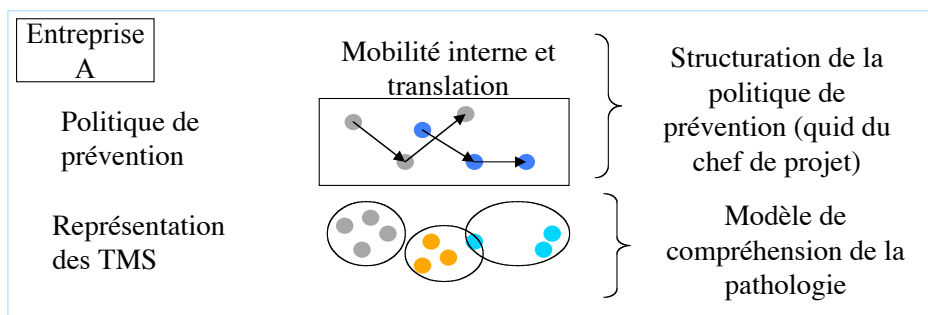 Entreprise
A
Mobilité interne et
translation
Structuration de la
politique de
prévention (quid du
chef de projet)
Politique de
prévention
Représentation
des TMS
Modèle de
compréhension de la
pathologie